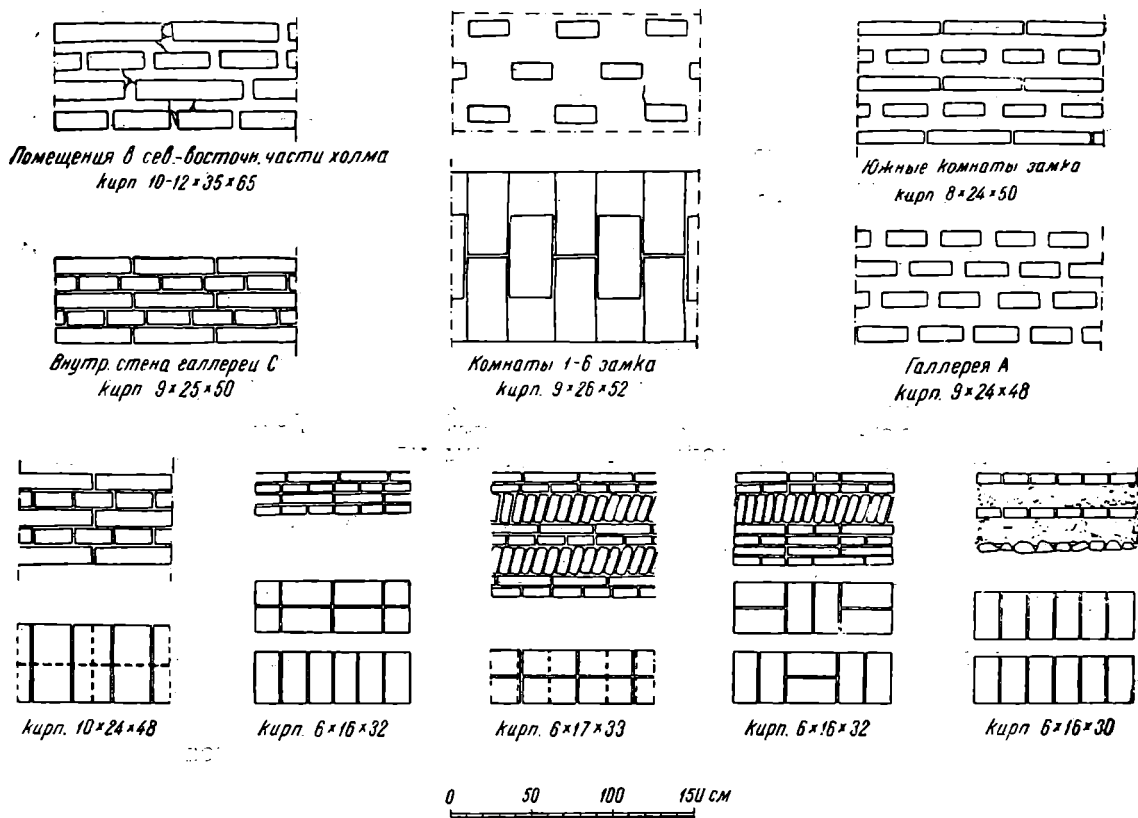 Помещения в сев.-восточн. части холма
кирп 10-12×35×65
Южные комнаты замка
кирп 8×24×50
Внутр. стена галлереи С
кирп 9×25×50
Комнаты 1-6 замка
кирп. 9×26×52
Галлерея А
кирп. 9×24×48
кирп. 10×24×48
кирп. 6×16×32
кирп. 6×17×33
кирп. 6×16×32
кирп 6×16×30
0 50 100 150 см